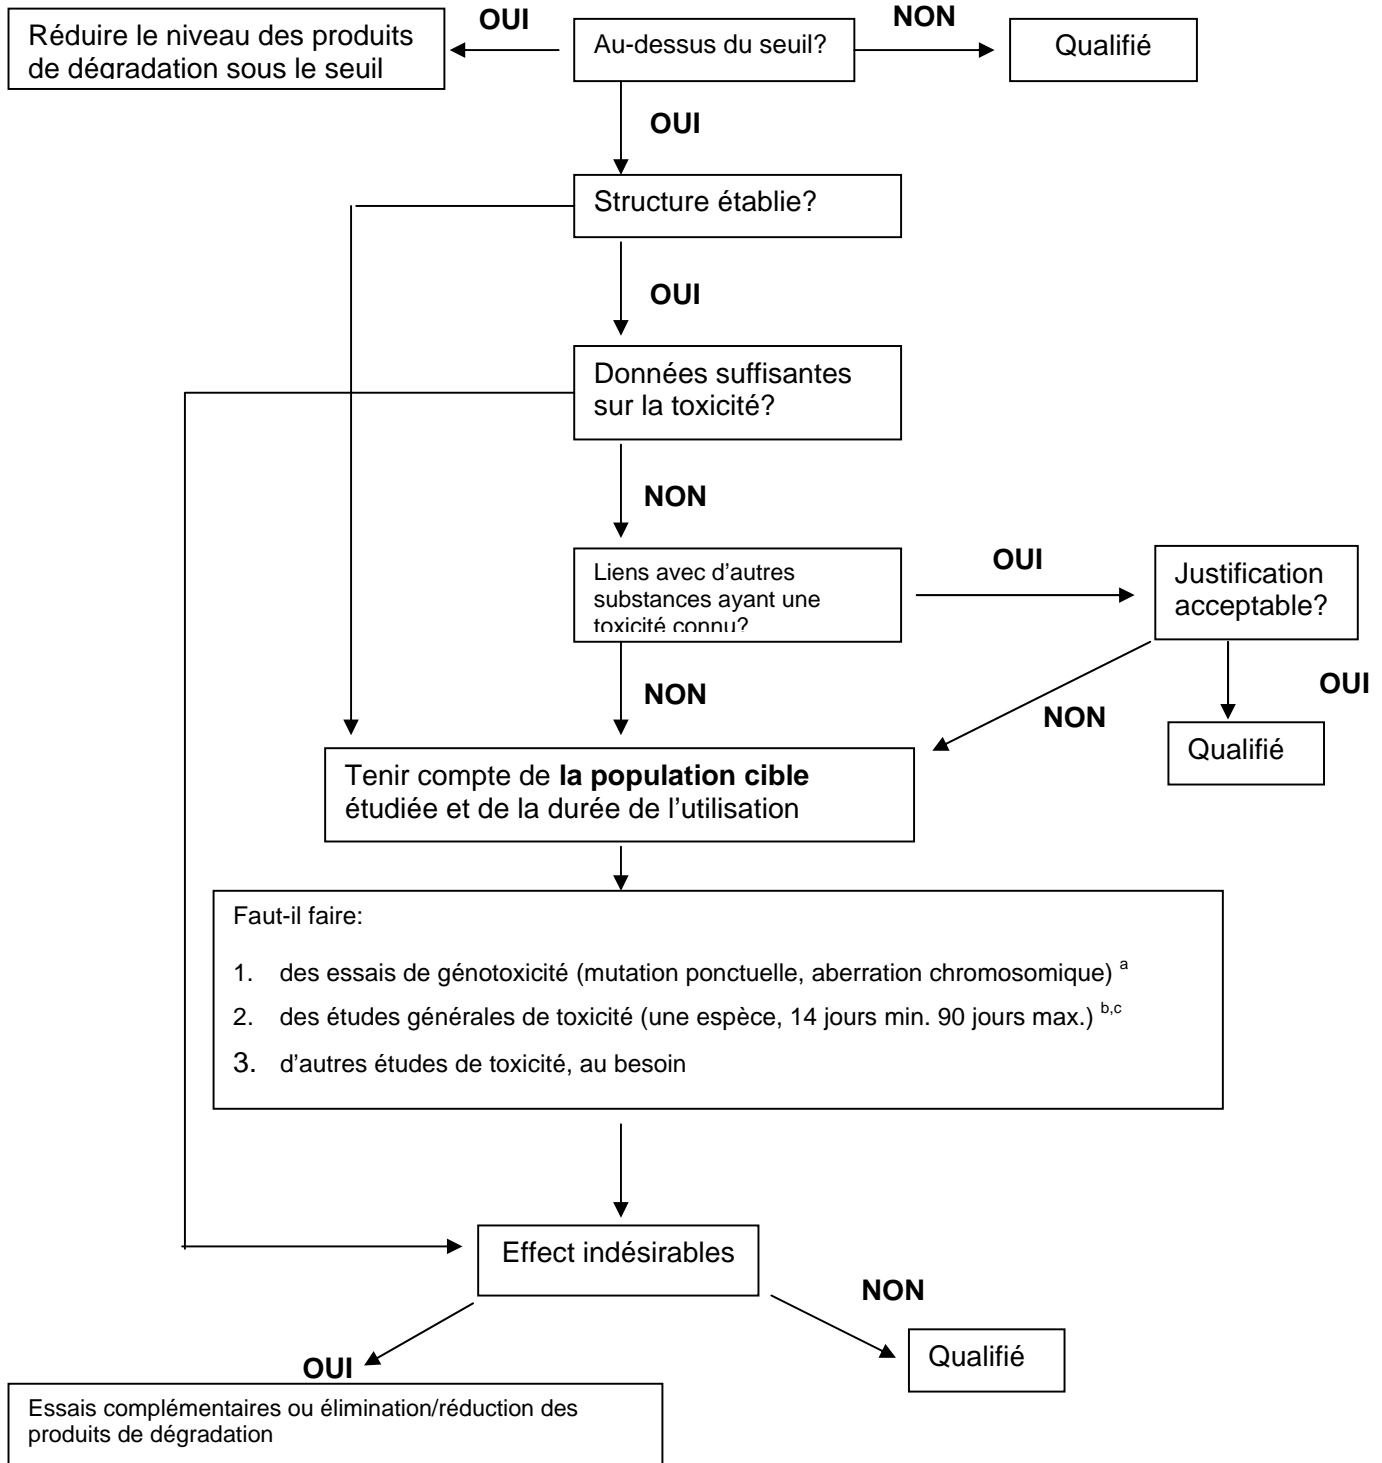 Réduire le niveau des produits
de dégradation sous le seuil
OUI
Au-dessus du seuil?
NON
Qualifié
OUI
Structure établie?
OUI
Données suffisantes
sur la toxicité?
NON
Liens avec d'autres
substances ayant une
toxicité connu?
OUI
Justification
acceptable?
NON
NON
OUI
Qualifié
Tenir compte de la population cible
étudiée et de la durée de l'utilisation
Faut-il faire:
1. des essais de génotoxicité (mutation ponctuelle, aberration chromosomique) a
2. des études générales de toxicité (une espèce, 14 jours min. 90 jours max.) b,c
3. d'autres études de toxicité, au besoin
Effect indésirables
NON
Qualifié
OUI
Essais complémentaires ou élimination/réduction des
produits de dégradation